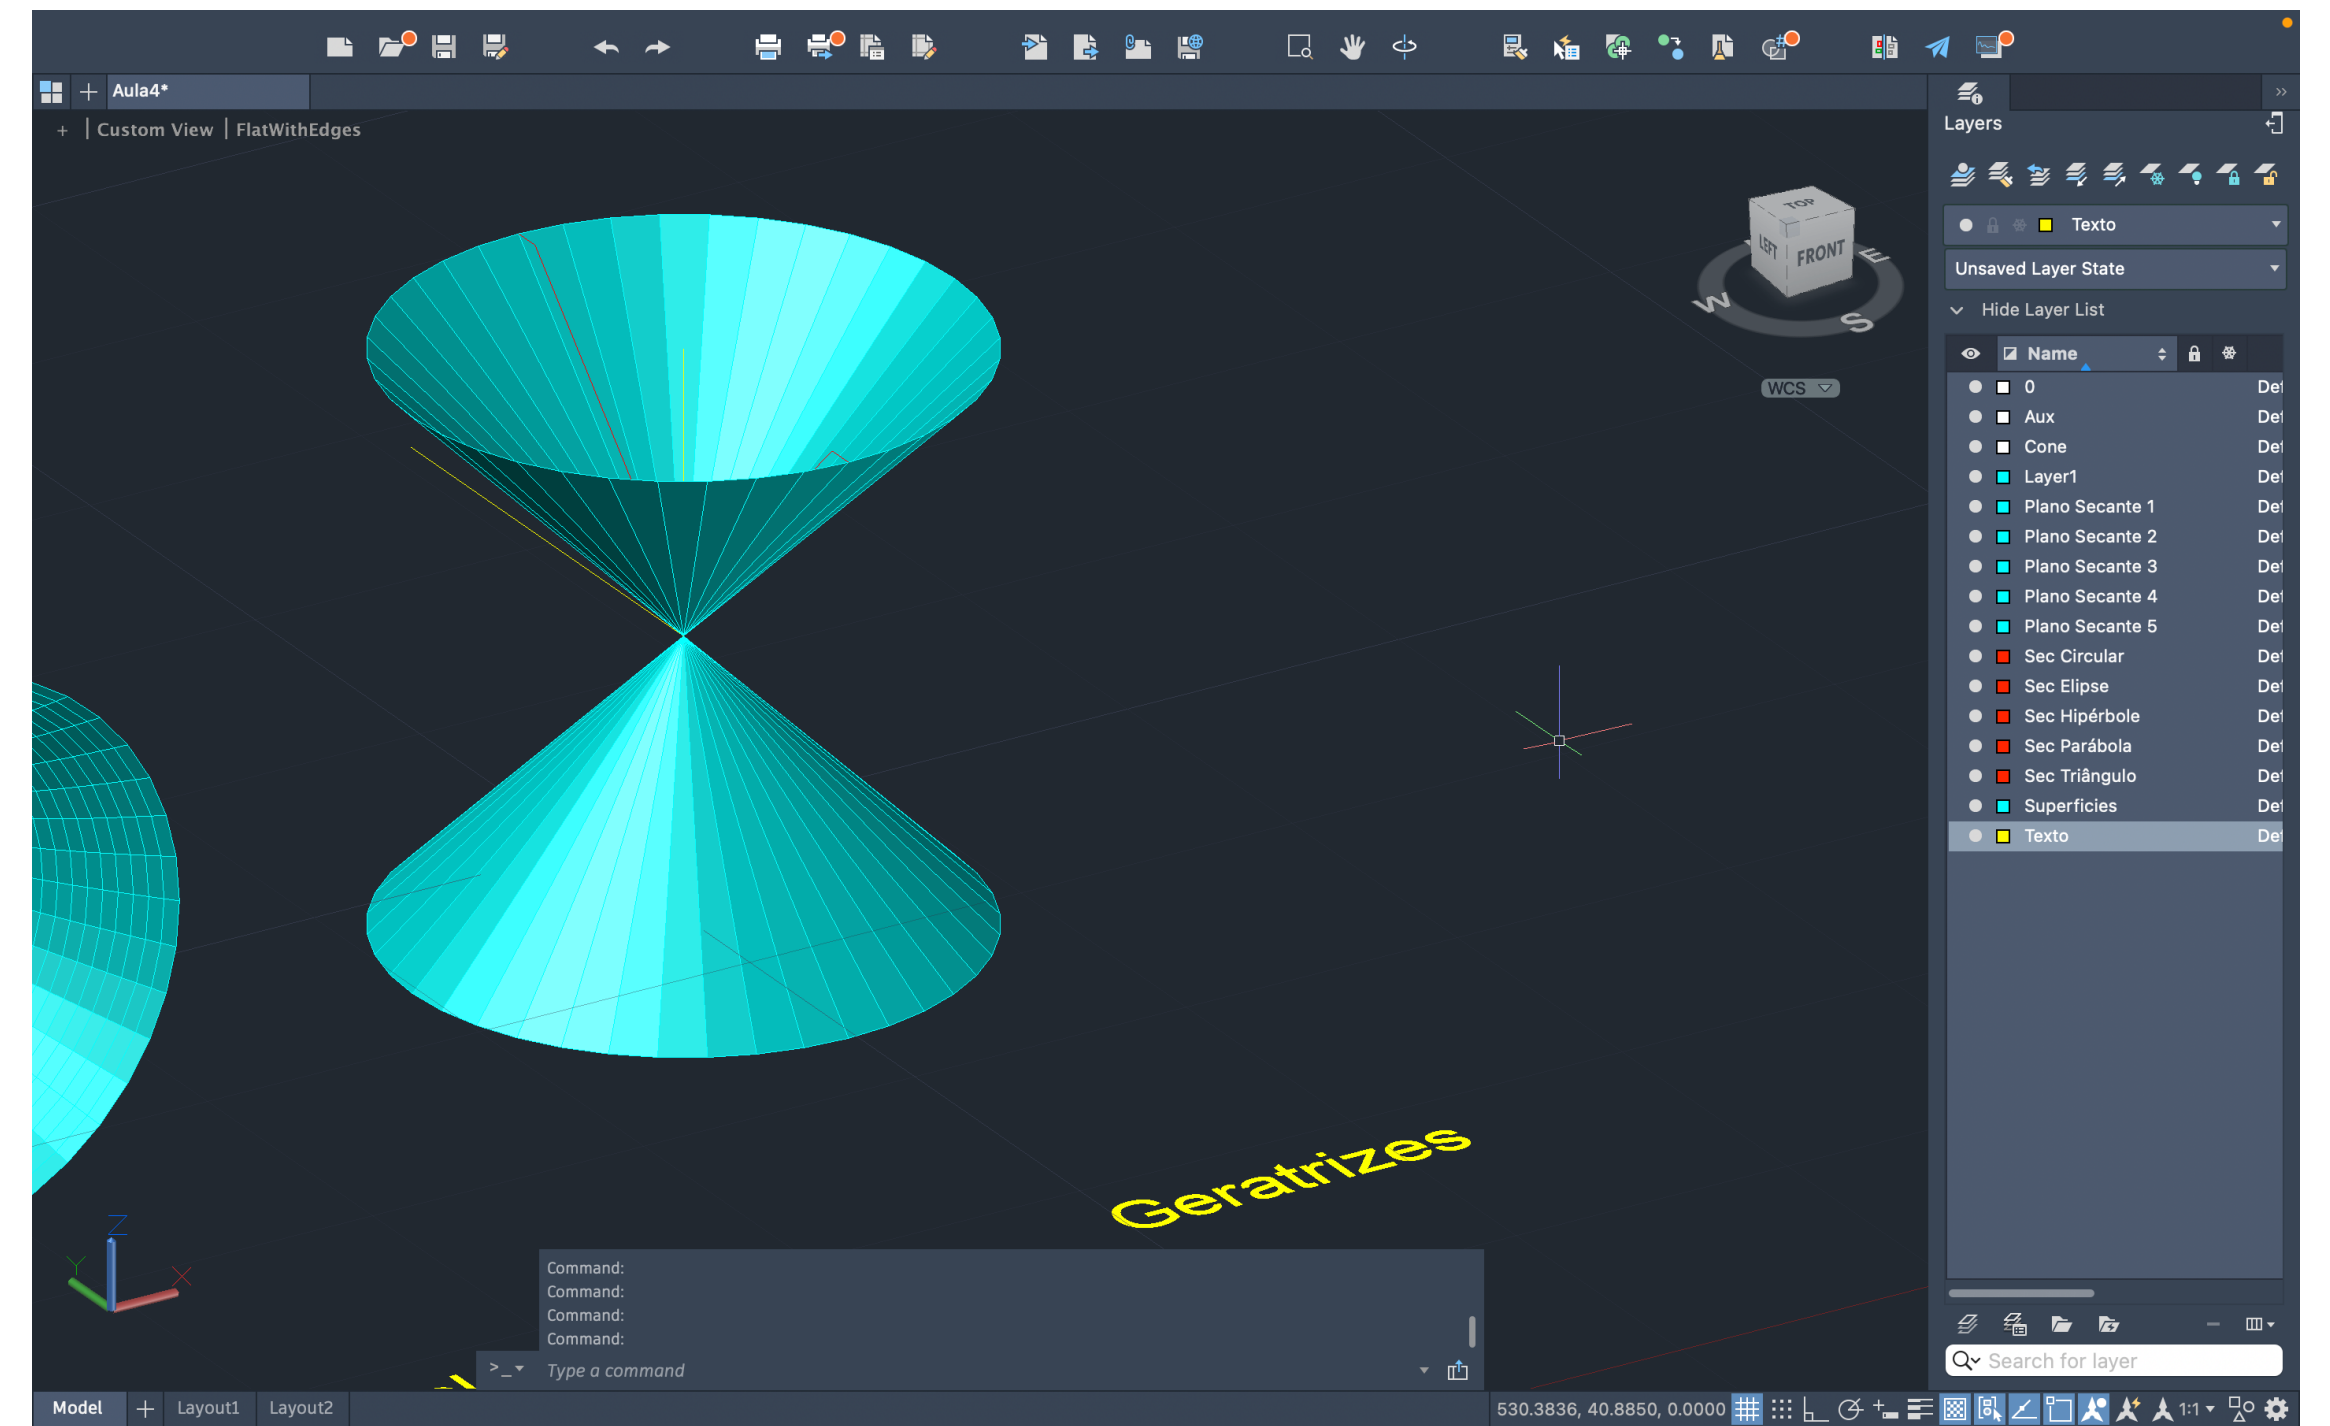 Aula4*
+ | Custom View | FlatWithEdges
TOP
LEFT
FRONT
W
S
E
WCS
Geratrizes
Z
Y
X
Command:
Command:
Command:
Command:
>_
Type a command
Model
Layout1
Layout2
530.3836, 40.8850, 0.0000
1:1
Layers
Texto
Unsaved Layer State
Hide Layer List
Name
0
Aux
Cone
Layer1
Plano Secante 1
Plano Secante 2
Plano Secante 3
Plano Secante 4
Plano Secante 5
Sec Circular
Sec Elipse
Sec Hipérbole
Sec Parábola
Sec Triângulo
Superficies
Texto
Search for layer